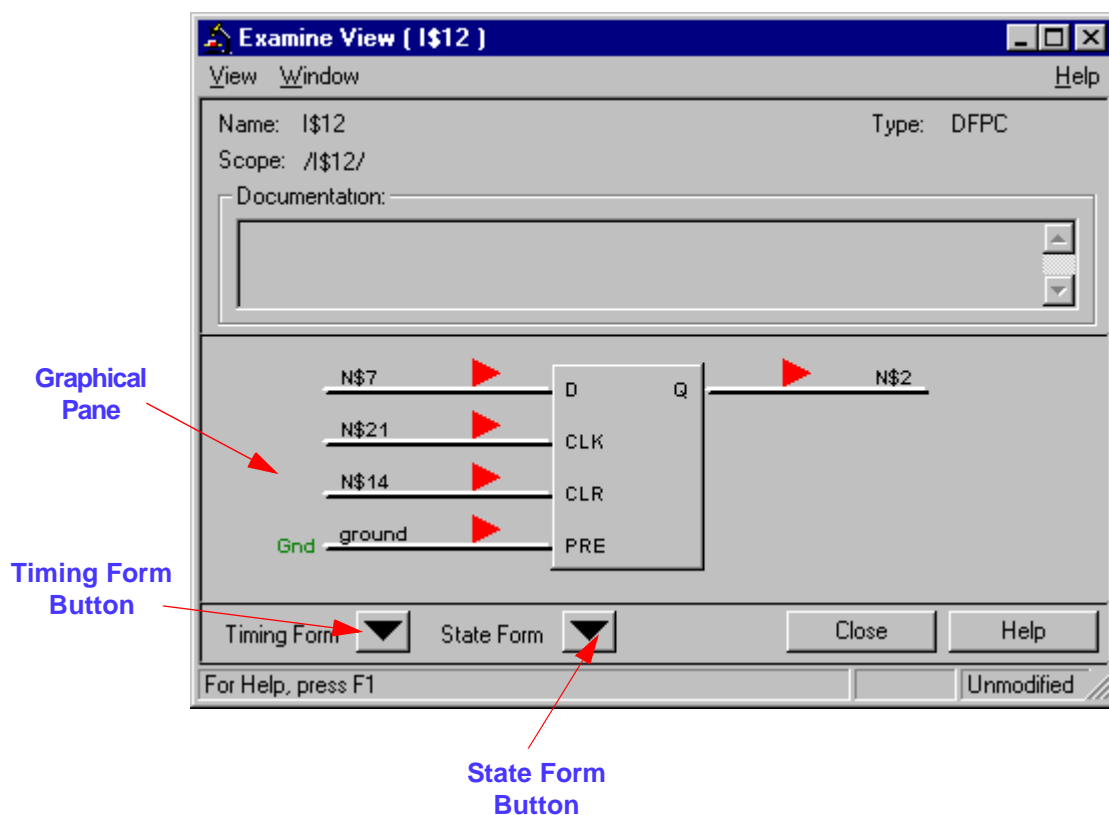 Examine View ( I$12 )
View Window Help
Name: I$12 Type: DFPC
Scope: /I$12/
Documentation:
Graphical
Pane
N$7 D Q N$2
N$21 CLK
N$14 CLR
Gnd ground PRE
Timing Form
Button
Timing Form State Form Close Help
For Help, press F1 Unmodified
State Form
Button